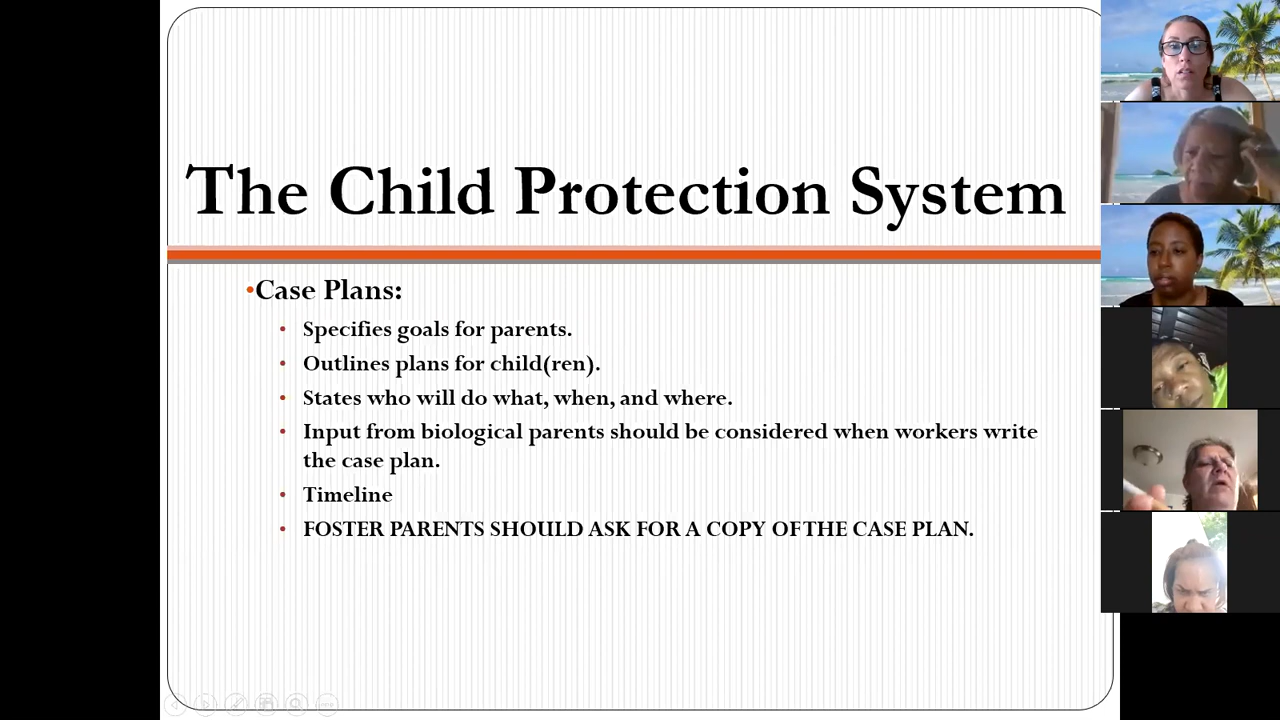 The Child Protection System
•Case Plans:
• Specifies goals for parents.
• Outlines plans for child(ren).
• States who will do what, when, and where.
• Input from biological parents should be considered when workers write
the case plan.
• Timeline
• FOSTER PARENTS SHOULD ASK FOR A COPY OF THE CASE PLAN.